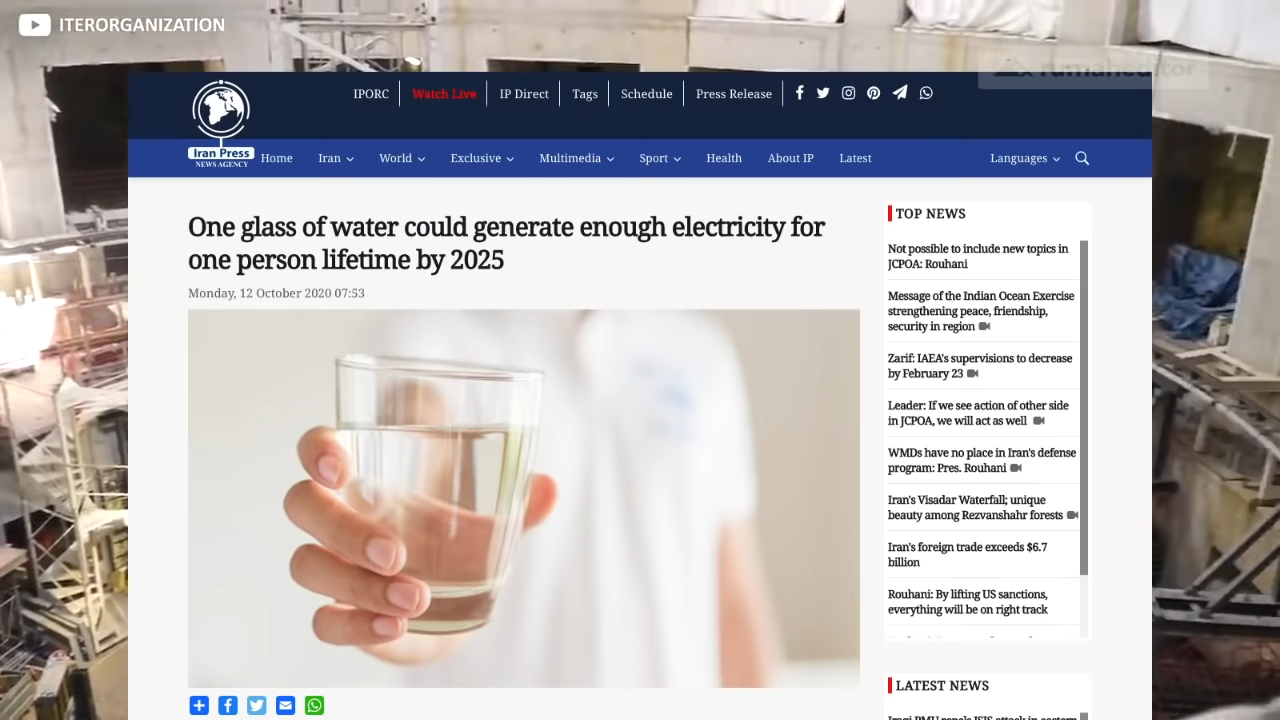 ITERORGANIZATION
IPORC
Watch Live
IP Direct
Tags
Schedule
Press Release
Iran Press
NEWS AGENCY
Home
Iran
World
Exclusive
Multimedia
Sport
Health
About IP
Latest
Languages
One glass of water could generate enough electricity for
one person lifetime by 2025
Monday, 12 October 2020 07:53
TOP NEWS
Not possible to include new topics in
JCPOA: Rouhani
Message of the Indian Ocean Exercise
strengthening peace, friendship,
security in region
Zarif: IAEA's supervisions to decrease
by February 23
Leader: If we see action of other side
in JCPOA, we will act as well
WMDs have no place in Iran's defense
program: Pres. Rouhani
Iran's Visadar Waterfall; unique
beauty among Rezvanshahr forests
Iran's foreign trade exceeds $6.7
billion
Rouhani: By lifting US sanctions,
everything will be on right track
LATEST NEWS